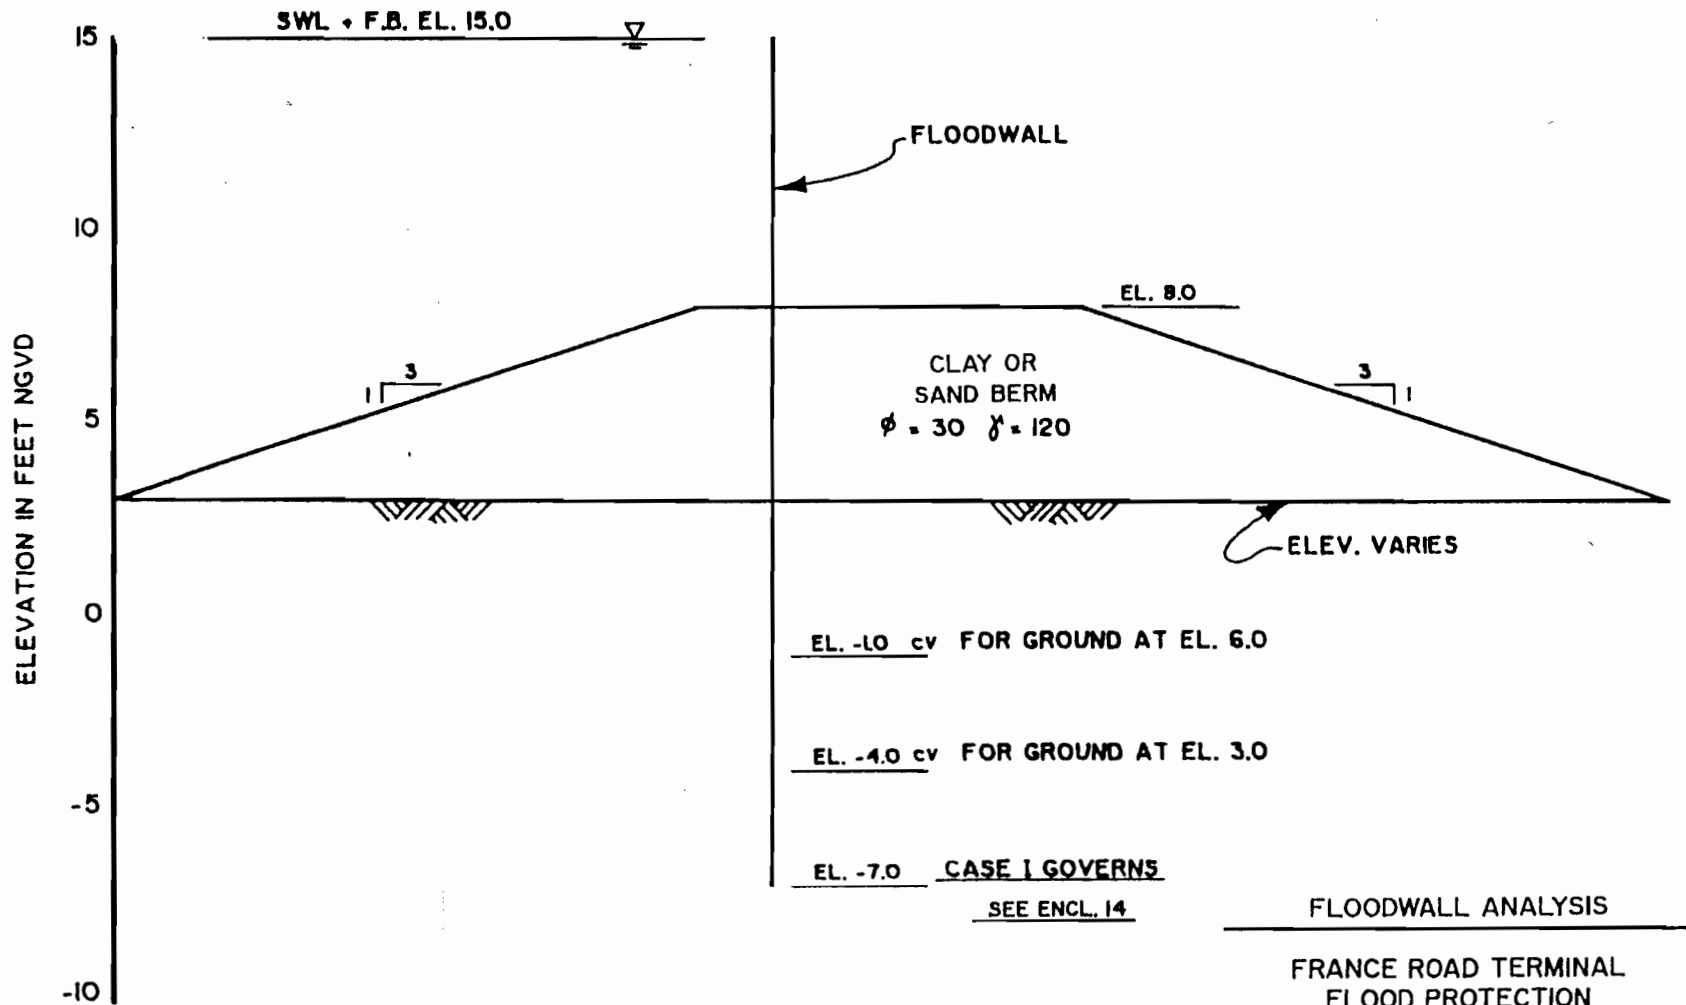 SWL + F.B. EL. 15.0
15
FLOODWALL
10
EL. 8.0
ELEVATION IN FEET NGVD
3
1
CLAY OR
SAND BERM
ϕ = 30 γ = 120
3
1
5
ELEV. VARIES
0
EL. -1.0 cv FOR GROUND AT EL. 6.0
EL. -4.0 cv FOR GROUND AT EL. 3.0
-5
EL. -7.0 CASE I GOVERNS
SEE ENCL. 14
FLOODWALL ANALYSIS
FRANCE ROAD TERMINAL
FLOOD PROTECTION
-10